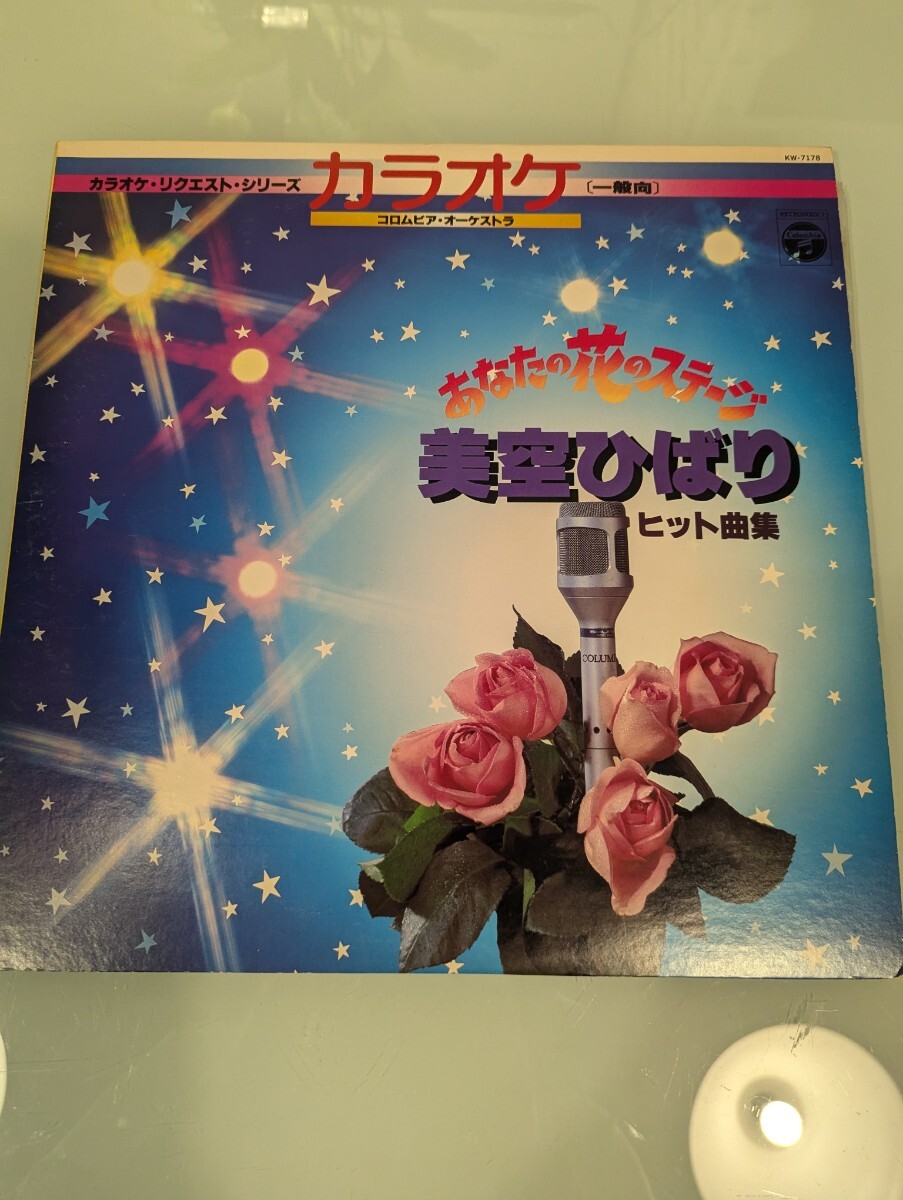 KW-7178
カラオケ・リクエスト・シリーズ カラオケ〔一般向〕
コロムビア・オーケストラ
Columbia
あなたの花のステージ
美空ひばり
ヒット曲集
COLUM